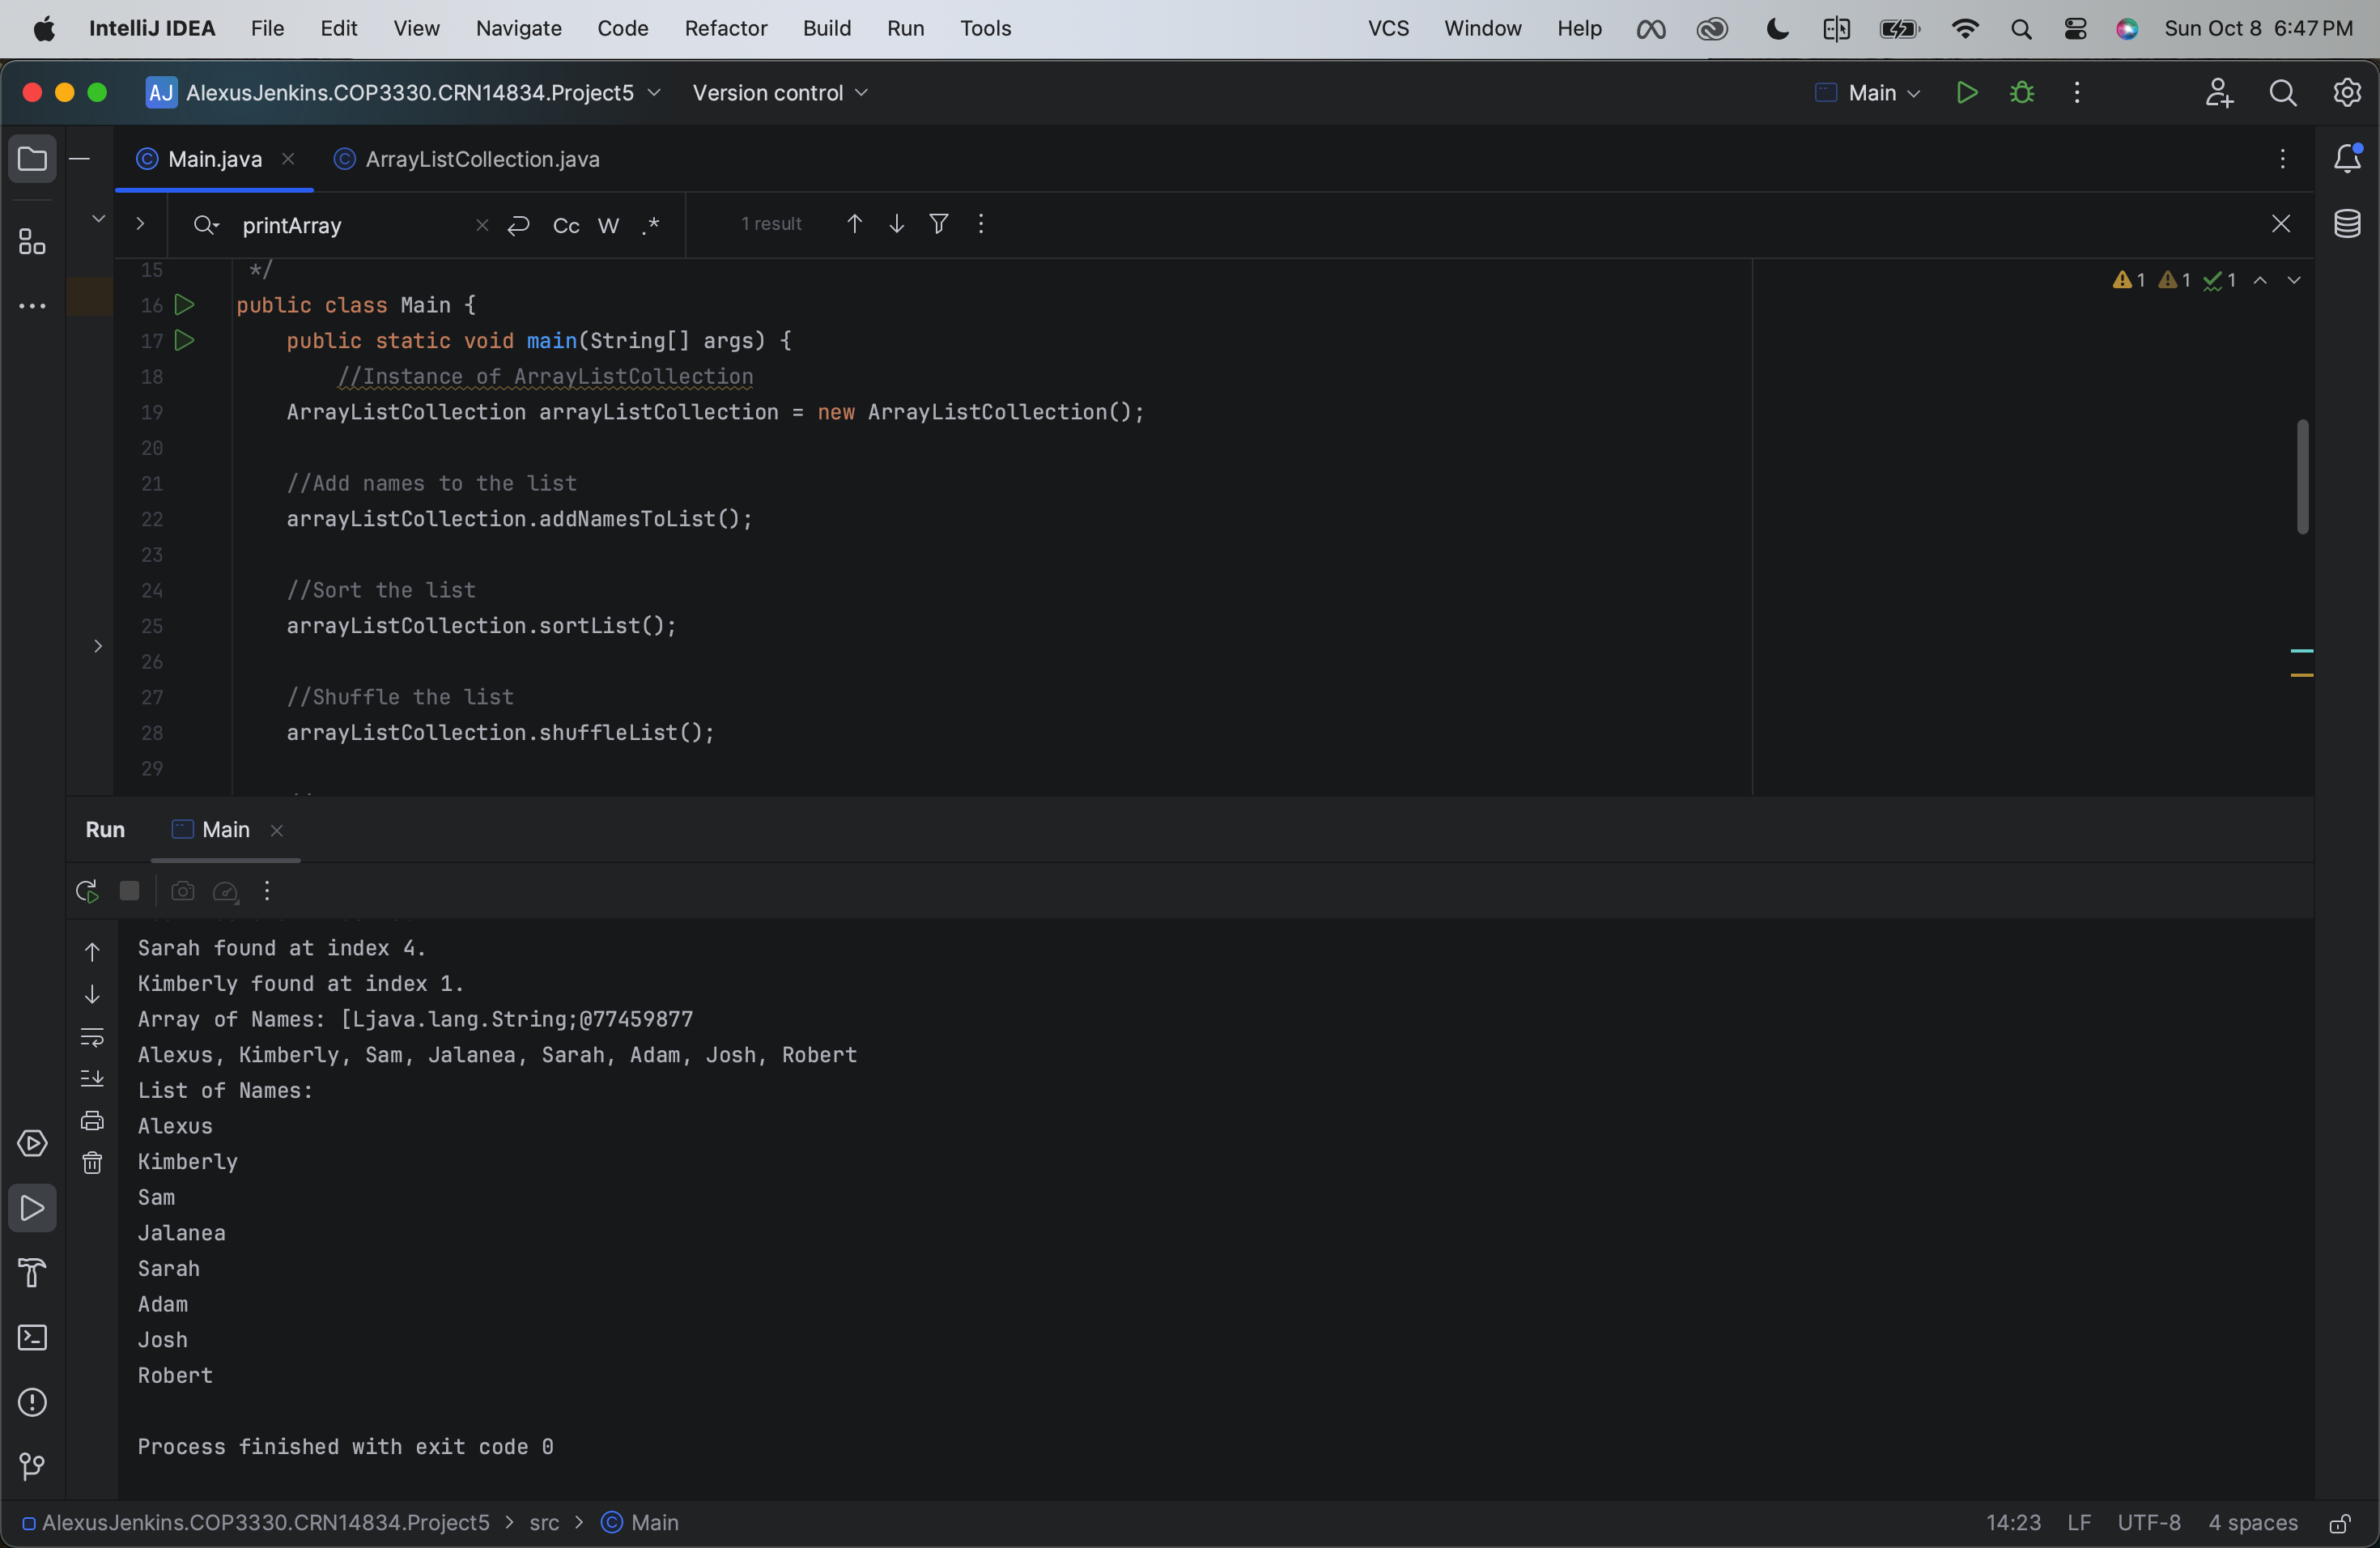 IntelliJ IDEA File Edit View Navigate Code Refactor Build Run Tools VCS Window Help Sun Oct 8 6:47 PM
AJ AlexusJenkins.COP3330.CRN14834.Project5 Version control Main
Main.java ArrayListCollection.java
printArray Cc W .* 1 result
15 */
1 1 1
16 public class Main {
17 public static void main(String[] args) {
18 //Instance of ArrayListCollection
19 ArrayListCollection arrayListCollection = new ArrayListCollection();
20
21 //Add names to the list
22 arrayListCollection.addNamesToList();
23
24 //Sort the list
25 arrayListCollection.sortList();
26
27 //Shuffle the list
28 arrayListCollection.shuffleList();
29
Run Main
Sarah found at index 4.
Kimberly found at index 1.
Array of Names: [Ljava.lang.String;@77459877
Alexus, Kimberly, Sam, Jalanea, Sarah, Adam, Josh, Robert
List of Names:
Alexus
Kimberly
Sam
Jalanea
Sarah
Adam
Josh
Robert
Process finished with exit code 0
AlexusJenkins.COP3330.CRN14834.Project5 > src > Main 14:23 LF UTF-8 4 spaces